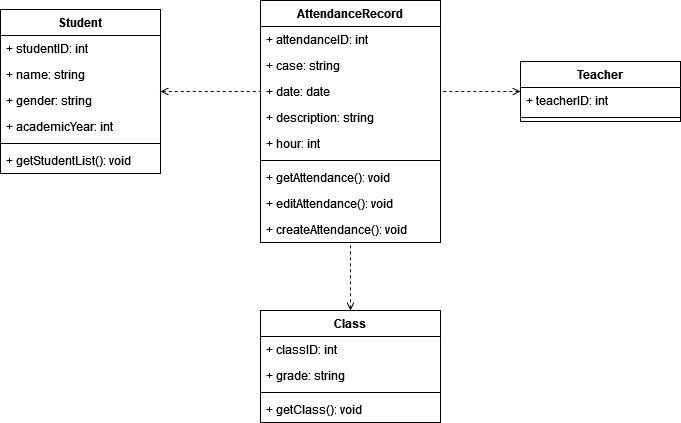 Student
+ studentID: int
+ name: string
+ gender: string
+ academicYear: int
+ getStudentList(): void
AttendanceRecord
+ attendanceID: int
+ case: string
+ date: date
+ description: string
+ hour: int
+ getAttendance(): void
+ editAttendance(): void
+ createAttendance(): void
Teacher
+ teacherID: int
Class
+ classID: int
+ grade: string
+ getClass(): void